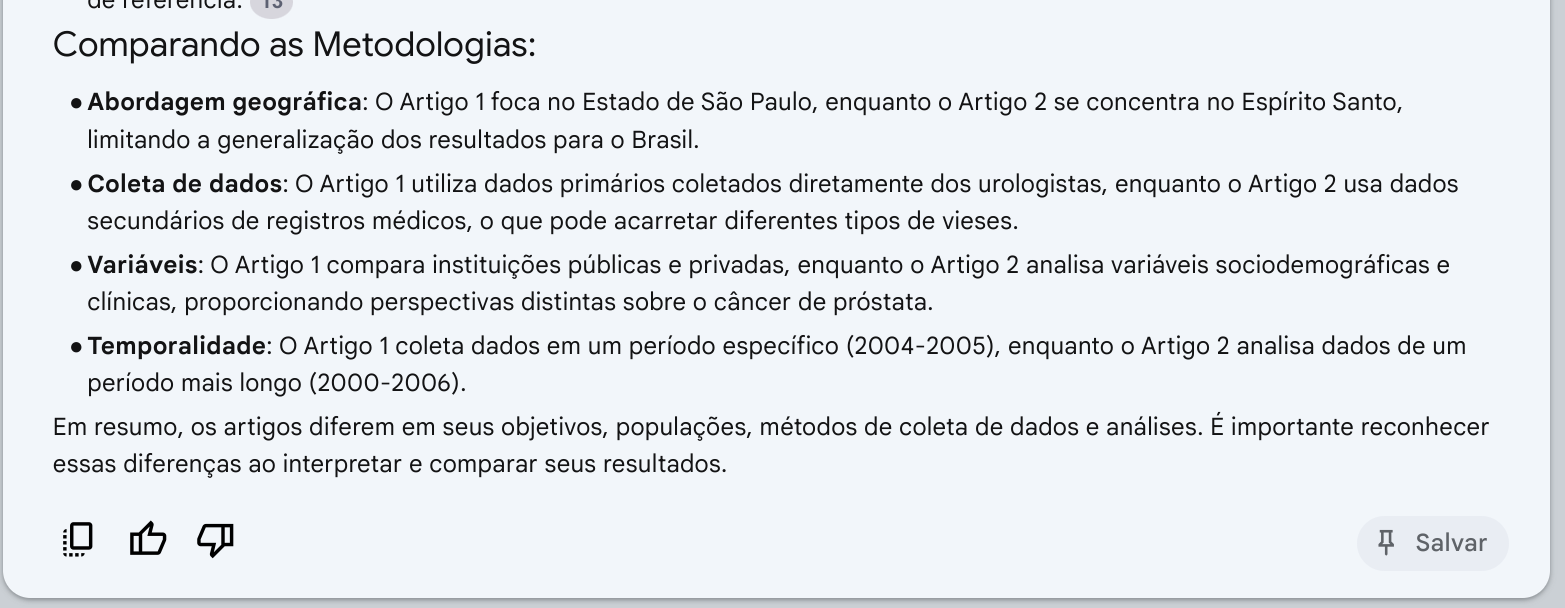 de referência. 13
Comparando as Metodologias:
• Abordagem geográfica: O Artigo 1 foca no Estado de São Paulo, enquanto o Artigo 2 se concentra no Espírito Santo,
limitando a generalização dos resultados para o Brasil.
• Coleta de dados: O Artigo 1 utiliza dados primários coletados diretamente dos urologistas, enquanto o Artigo 2 usa dados
secundários de registros médicos, o que pode acarretar diferentes tipos de vieses.
• Variáveis: O Artigo 1 compara instituições públicas e privadas, enquanto o Artigo 2 analisa variáveis sociodemográficas e
clínicas, proporcionando perspectivas distintas sobre o câncer de próstata.
• Temporalidade: O Artigo 1 coleta dados em um período específico (2004-2005), enquanto o Artigo 2 analisa dados de um
período mais longo (2000-2006).
Em resumo, os artigos diferem em seus objetivos, populações, métodos de coleta de dados e análises. É importante reconhecer
essas diferenças ao interpretar e comparar seus resultados.
Salvar